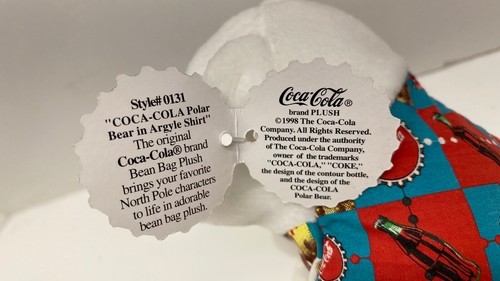 Style# 0131
"COCA-COLA Polar
Bear in Argyle Shirt"
The original
Coca-Cola® brand
Bean Bag Plush
brings your favorite
North Pole characters
to life in adorable
bean bag plush.
Coca-Cola®
brand PLUSH
©1998 The Coca-Cola
Company. All Rights Reserved.
Produced under the authority
of The Coca-Cola Company,
owner of the trademarks
"COCA-COLA," "COKE,"
the design of the contour bottle,
and the design of the
COCA-COLA
Polar Bear.